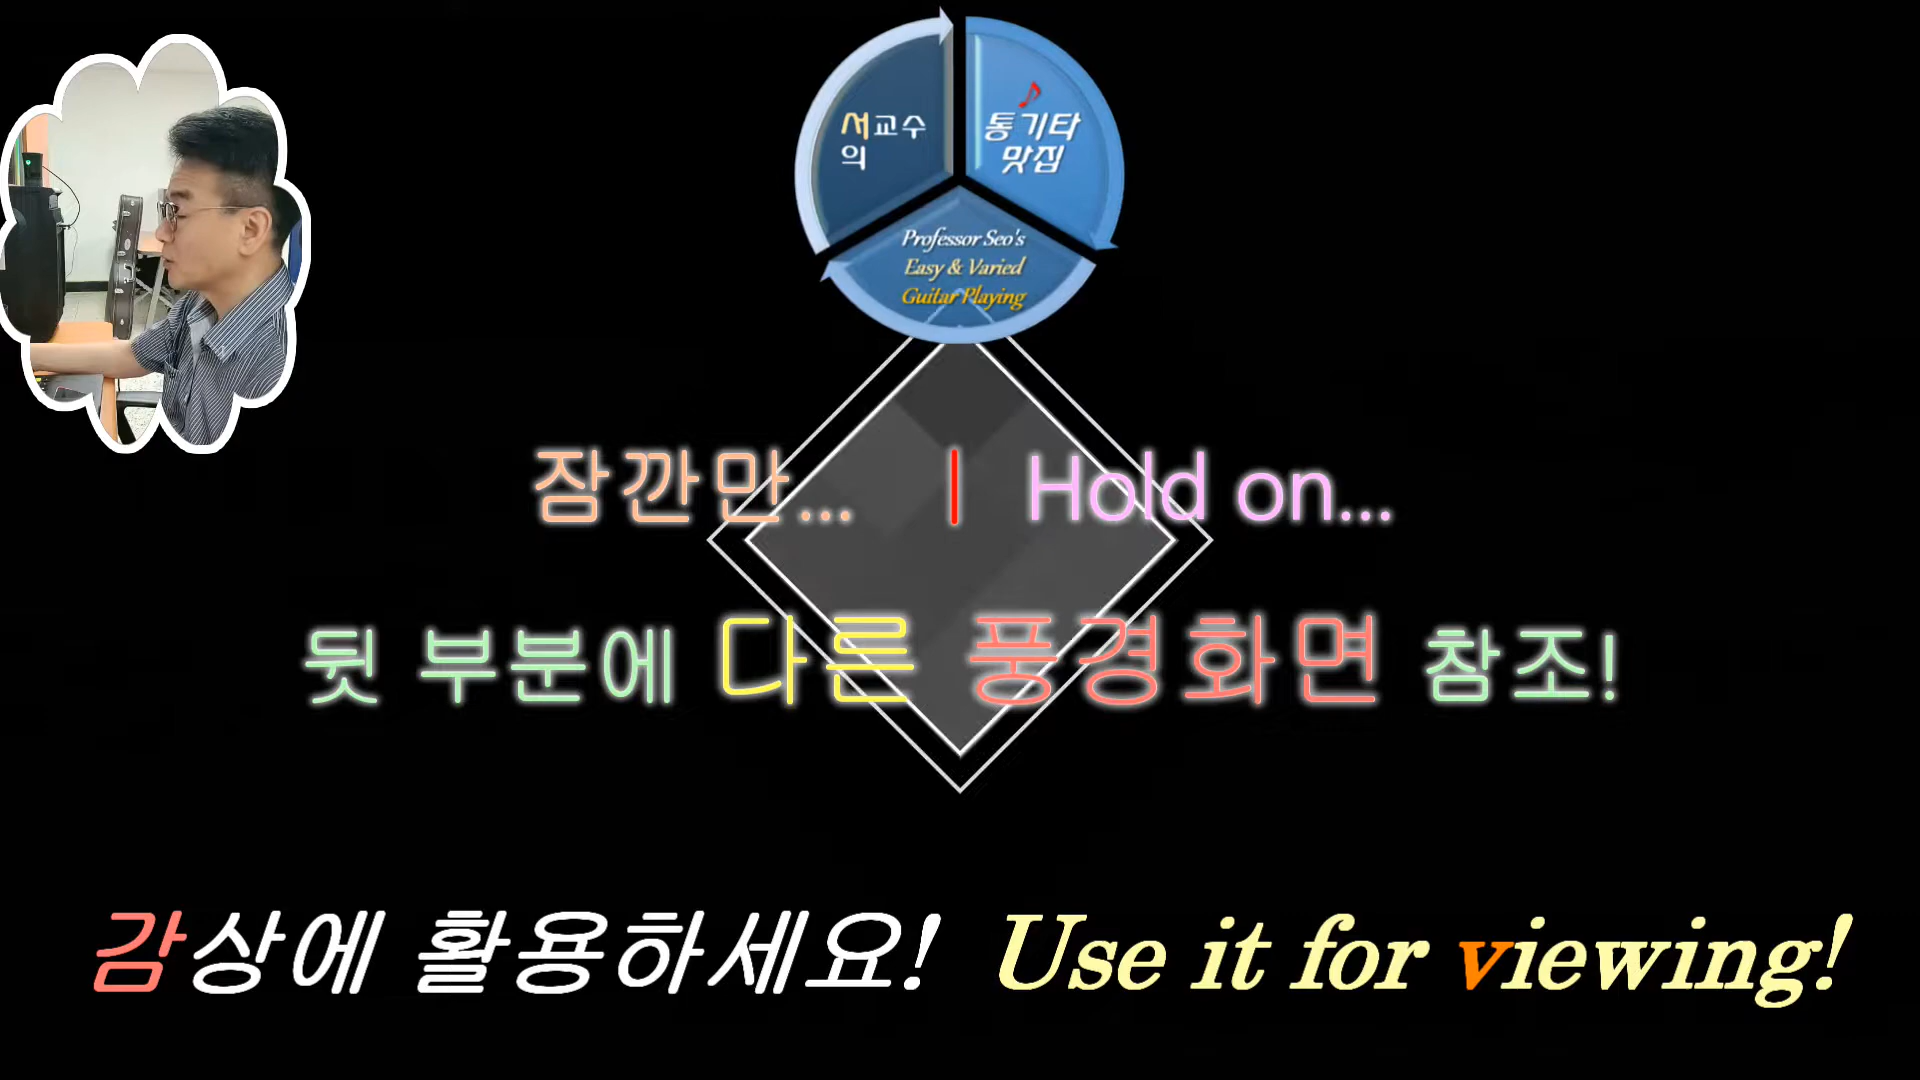 서교수
의
통기타
맛집
Professor Seo's
Easy & Varied
Guitar Playing
잠깐만... | Hold on...
뒷 부분에 다른 풍경화면 참조!
감상에 활용하세요! Use it for viewing!